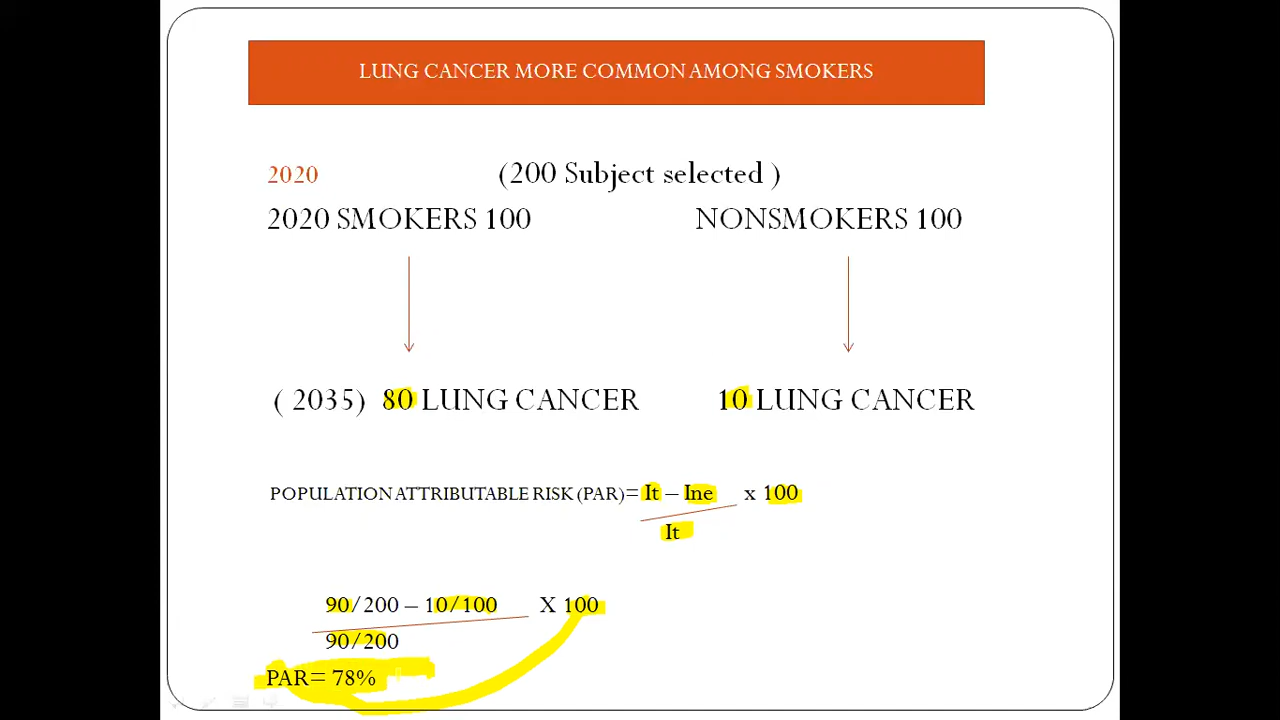 LUNG CANCER MORE COMMON AMONG SMOKERS
2020 (200 Subject selected )
2020 SMOKERS 100 NONSMOKERS 100
( 2035) 80 LUNG CANCER 10 LUNG CANCER
POPULATION ATTRIBUTABLE RISK (PAR)= It – Ine x 100
It
90/200 – 10/100 X 100
90/200
PAR= 78%